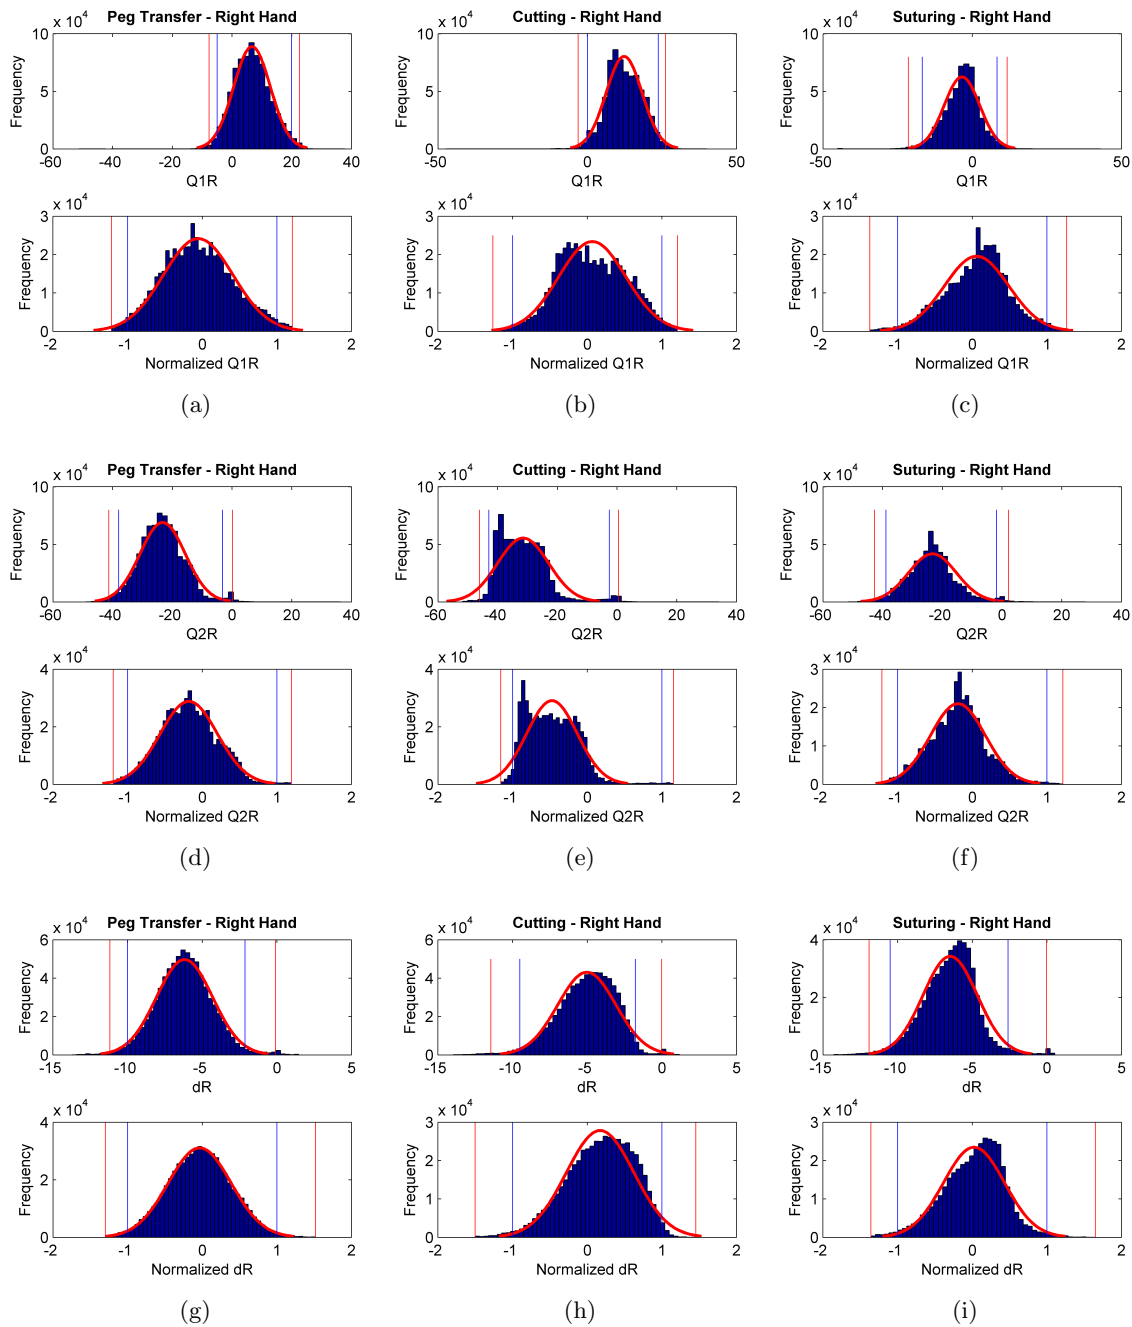 Peg Transfer - Right Hand
x 10^4
10
5
0
Frequency
-60 -40 -20 0 20 40
Q1R
x 10^4
3
2
1
0
Frequency
-2 -1 0 1 2
Normalized Q1R
(a)
Cutting - Right Hand
x 10^4
10
5
0
Frequency
-50 0 50
Q1R
x 10^4
3
2
1
0
Frequency
-2 -1 0 1 2
Normalized Q1R
(b)
Suturing - Right Hand
x 10^4
10
5
0
Frequency
-50 0 50
Q1R
x 10^4
3
2
1
0
Frequency
-2 -1 0 1 2
Normalized Q1R
(c)
Peg Transfer - Right Hand
x 10^4
10
5
0
Frequency
-60 -40 -20 0 20 40
Q2R
x 10^4
4
2
0
Frequency
-2 -1 0 1 2
Normalized Q2R
(d)
Cutting - Right Hand
x 10^4
10
5
0
Frequency
-60 -40 -20 0 20 40
Q2R
x 10^4
4
2
0
Frequency
-2 -1 0 1 2
Normalized Q2R
(e)
Suturing - Right Hand
x 10^4
10
5
0
Frequency
-60 -40 -20 0 20 40
Q2R
x 10^4
3
2
1
0
Frequency
-2 -1 0 1 2
Normalized Q2R
(f)
Peg Transfer - Right Hand
x 10^4
6
4
2
0
Frequency
-15 -10 -5 0 5
dR
x 10^4
4
2
0
Frequency
-2 -1 0 1 2
Normalized dR
(g)
Cutting - Right Hand
x 10^4
6
4
2
0
Frequency
-15 -10 -5 0 5
dR
x 10^4
3
2
1
0
Frequency
-2 -1 0 1 2
Normalized dR
(h)
Suturing - Right Hand
x 10^4
4
2
0
Frequency
-15 -10 -5 0 5
dR
x 10^4
3
2
1
0
Frequency
-2 -1 0 1 2
Normalized dR
(i)